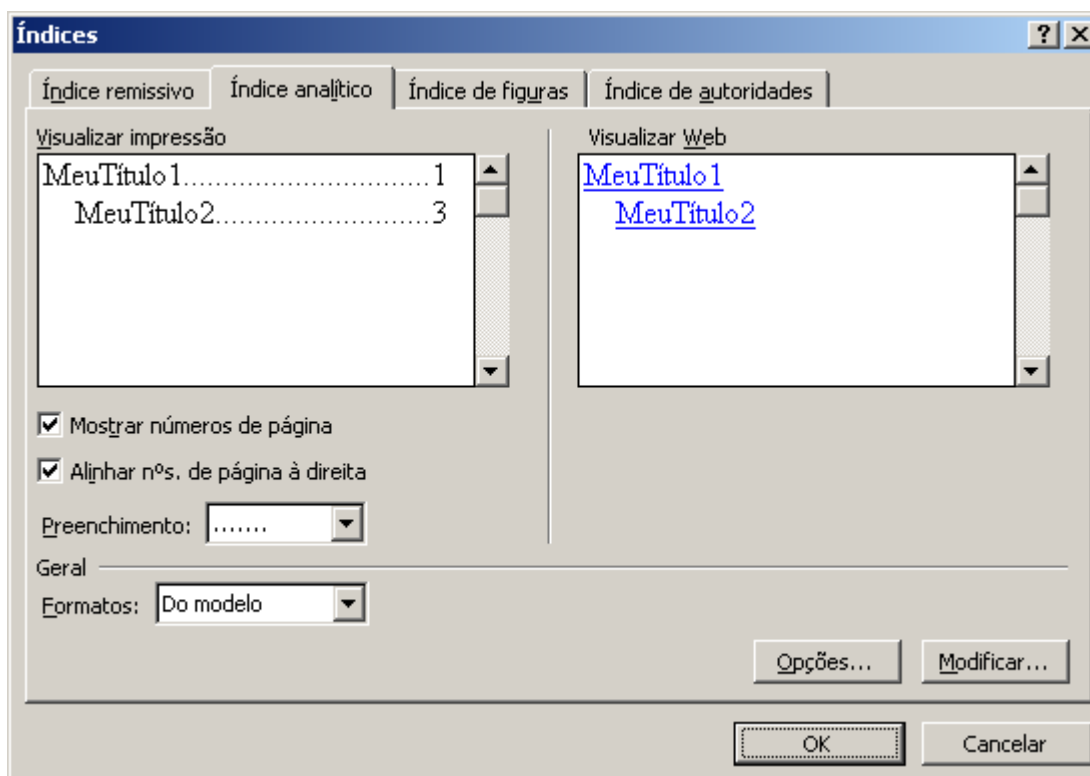 Índices
Índice remissivo Índice analítico Índice de figuras Índice de autoridades
Visualizar impressão Visualizar Web
MeuTítulo1..............................1 MeuTítulo1
MeuTítulo2..........................3 MeuTítulo2
Mostrar números de página
Alinhar nºs. de página à direita
Preenchimento: .......
Geral
Formatos: Do modelo
Opções... Modificar...
OK Cancelar